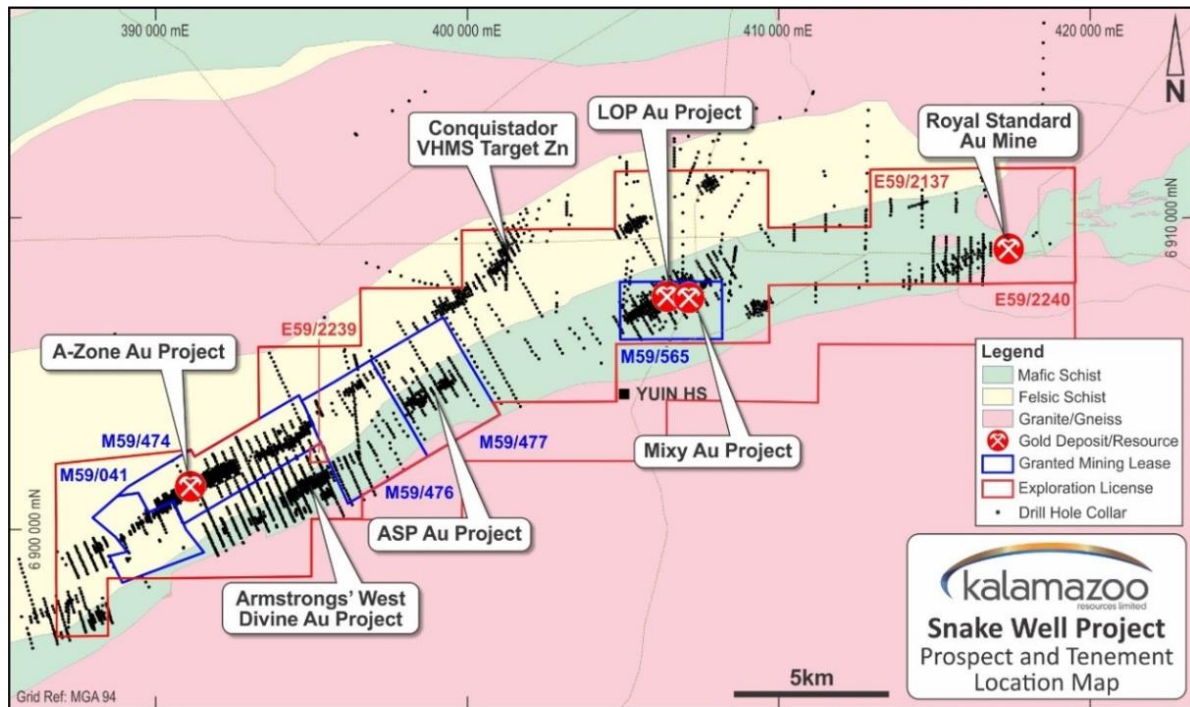 390 000 mE
400 000 mE
410 000 mE
420 000 mE
N
LOP Au Project
Conquistador
VHMS Target Zn
Royal Standard
Au Mine
E59/2137
6 910 000 mN
E59/2240
E59/2239
A-Zone Au Project
M59/565
YUIN HS
Legend
Mafic Schist
Felsic Schist
Granite/Gneiss
Gold Deposit/Resource
Granted Mining Lease
Exploration License
Drill Hole Collar
M59/474
M59/477
M59/041
Mixy Au Project
M59/476
ASP Au Project
6 900 000 mN
Armstrongs' West
Divine Au Project
kalamazoo
resources limited
Snake Well Project
Prospect and Tenement
Location Map
5km
Grid Ref: MGA 94